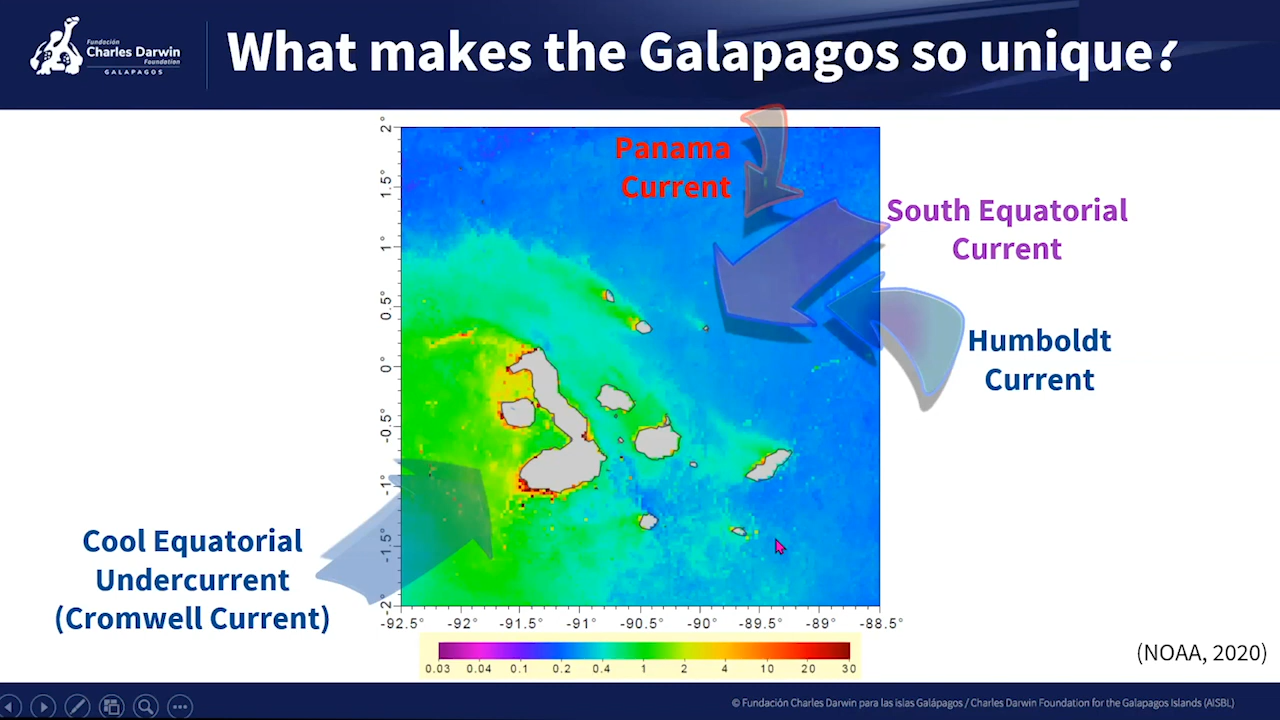 Fundación
Charles Darwin
Foundation
GALAPAGOS
What makes the Galapagos so unique?
Panama
Current
South Equatorial
Current
Humboldt
Current
Cool Equatorial
Undercurrent
(Cromwell Current)
2°
1.5°
1°
0.5°
0°
-0.5°
-1°
-1.5°
-2°
-92.5° -92° -91.5° -91° -90.5° -90° -89.5° -89° -88.5°
0.03 0.04 0.1 0.2 0.4 1 2 4 10 20 30
(NOAA, 2020)
© Fundación Charles Darwin para las islas Galápagos / Charles Darwin Foundation for the Galapagos Islands (AISBL)